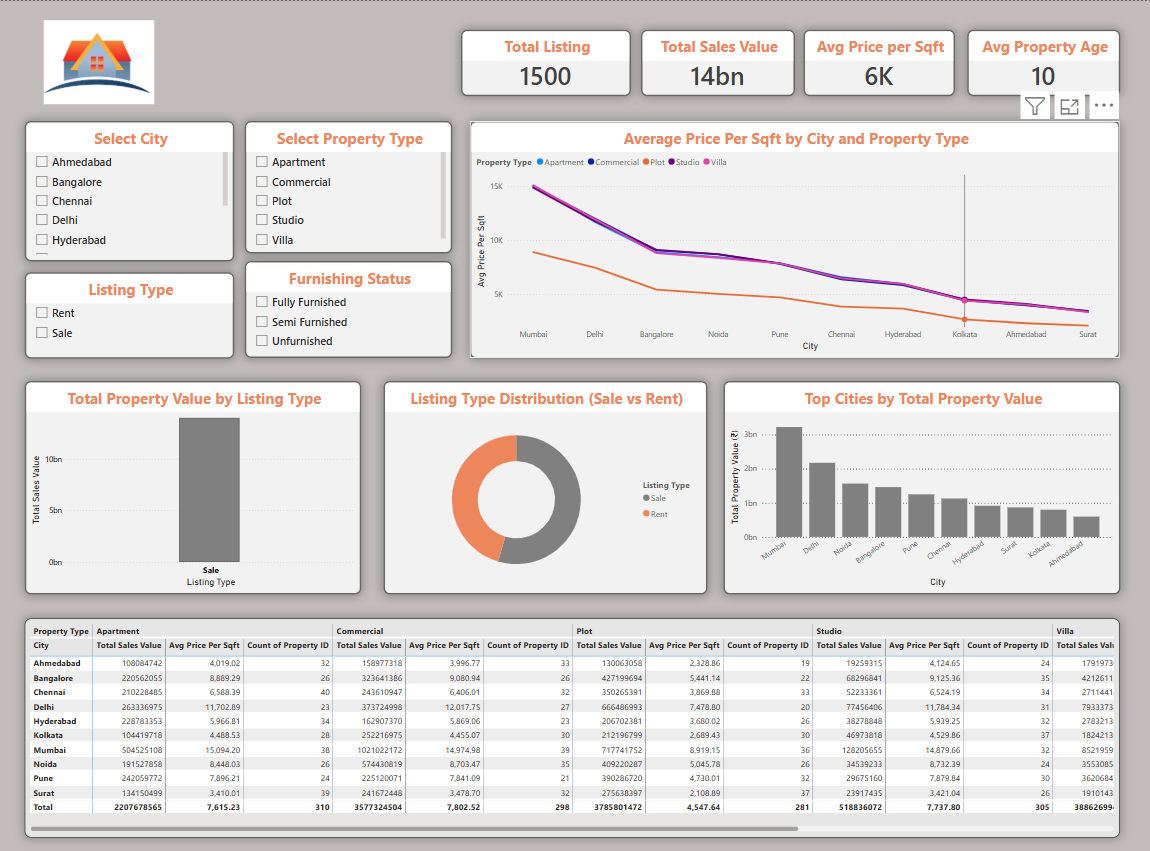 Total Listing
1500
Total Sales Value
14bn
Avg Price per Sqft
6K
Avg Property Age
10
Select City
Ahmedabad
Bangalore
Chennai
Delhi
Hyderabad
Select Property Type
Apartment
Commercial
Plot
Studio
Villa
Listing Type
Rent
Sale
Furnishing Status
Fully Furnished
Semi Furnished
Unfurnished
Average Price Per Sqft by City and Property Type
Property Type Apartment Commercial Plot Studio Villa
Avg Price Per Sqft
15K
10K
5K
Mumbai Delhi Bangalore Noida Pune Chennai Hyderabad Kolkata Ahmedabad Surat
City
Total Property Value by Listing Type
Total Sales Value
10bn
5bn
0bn
Sale
Listing Type
Listing Type Distribution (Sale vs Rent)
Listing Type
Sale
Rent
Top Cities by Total Property Value
Total Property Value (₹)
3bn
2bn
1bn
0bn
Mumbai Delhi Noida Bangalore Pune Chennai Hyderabad Surat Kolkata Ahmedabad
City
Property Type Apartment Commercial Plot Studio Villa
City Total Sales Value Avg Price Per Sqft Count of Property ID Total Sales Value Avg Price Per Sqft Count of Property ID Total Sales Value Avg Price Per Sqft Count of Property ID Total Sales Value Avg Price Per Sqft Count of Property ID Total Sales Valu
Ahmedabad 108084742 4,019.02 32 158977318 3,996.77 33 130063058 2,328.86 19 19259315 4,124.65 24 1791973
Bangalore 220562055 8,889.29 26 323641386 9,080.94 26 427199694 5,441.14 22 68296841 9,125.36 35 4212611
Chennai 210228485 6,588.39 40 243610947 6,406.01 32 350265391 3,869.88 33 52233361 6,524.19 34 2711441
Delhi 263336975 11,702.89 23 373724998 12,017.75 27 666486993 7,478.80 20 77456406 11,784.34 31 7933373
Hyderabad 228783353 5,966.81 34 162907370 5,869.06 23 206702381 3,680.02 26 38278848 5,939.25 32 2783213
Kolkata 104419718 4,488.53 28 252216975 4,455.07 30 212196799 2,689.43 30 46973818 4,529.86 37 1824213
Mumbai 504525108 15,094.20 38 1021022172 14,974.98 39 717741752 8,919.15 36 128205655 14,879.66 32 8521959
Noida 191527858 8,448.03 26 574430819 8,703.47 35 409220287 5,045.78 26 34539233 8,732.39 24 3553085
Pune 242059772 7,896.21 24 225120071 7,841.09 21 390286720 4,730.01 32 29675160 7,879.84 30 3620684
Surat 134150499 3,410.01 39 241672448 3,478.70 32 275638397 2,108.89 37 23917435 3,421.04 26 1910143
Total 2207678565 7,615.23 310 3577324504 7,802.52 298 3785801472 4,547.64 281 518836072 7,737.80 305 388626994